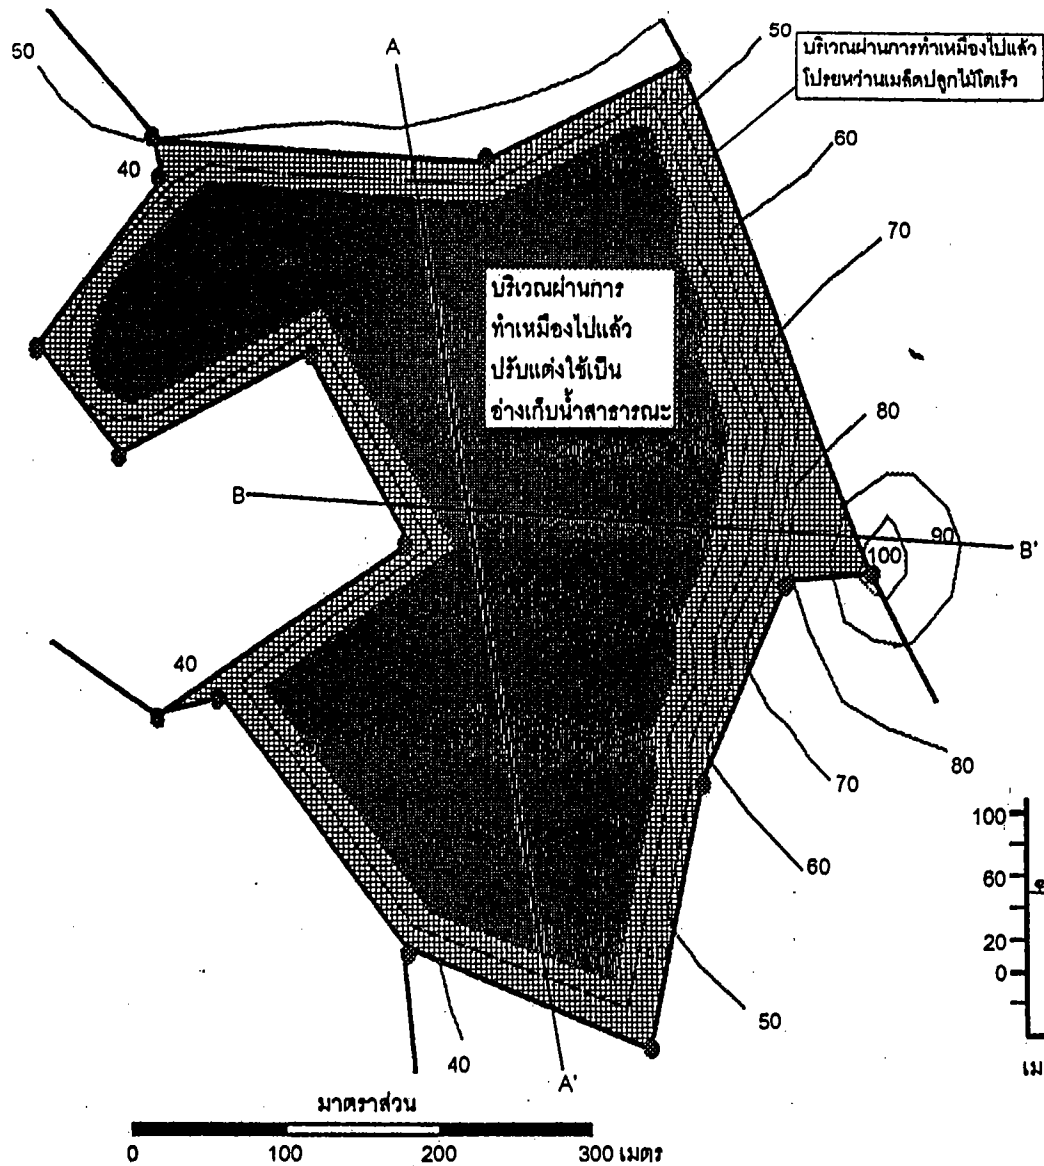 50
A
50
บริเวณผ่านการทำเหมืองไปแล้ว
โปรยหว่านเมล็ดปลูกไม้โตเร็ว
60
40
70
บริเวณผ่านการ
ทำเหมืองไปแล้ว
ปรับแต่งใช้เป็น
อ่างเก็บน้ำสาธารณะ
80
B
90
B'
100
40
80
70
60
50
40
A'
100
60
20
0
มาตราส่วน
0 100 200 300 เมตร